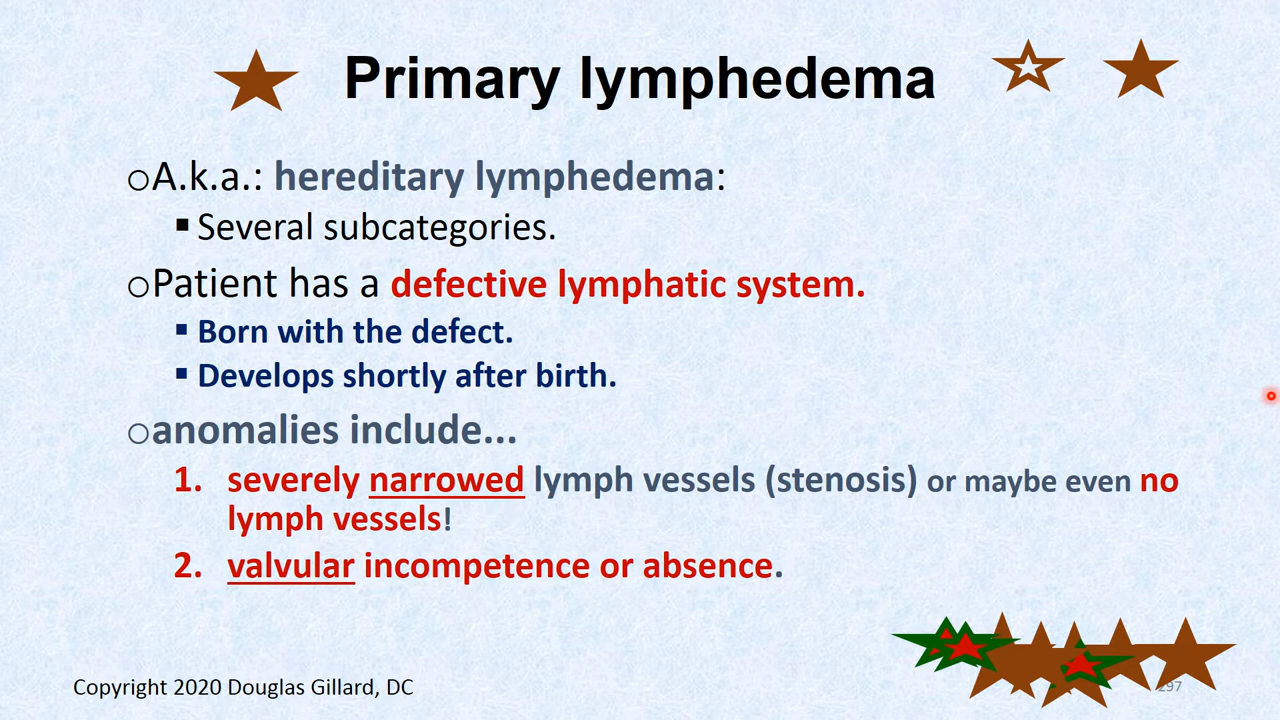 Primary lymphedema
oA.k.a.: hereditary lymphedema:
▪ Several subcategories.
oPatient has a defective lymphatic system.
▪ Born with the defect.
▪ Develops shortly after birth.
oanomalies include...
1. severely narrowed lymph vessels (stenosis) or maybe even no
lymph vessels!
2. valvular incompetence or absence.
Copyright 2020 Douglas Gillard, DC
297